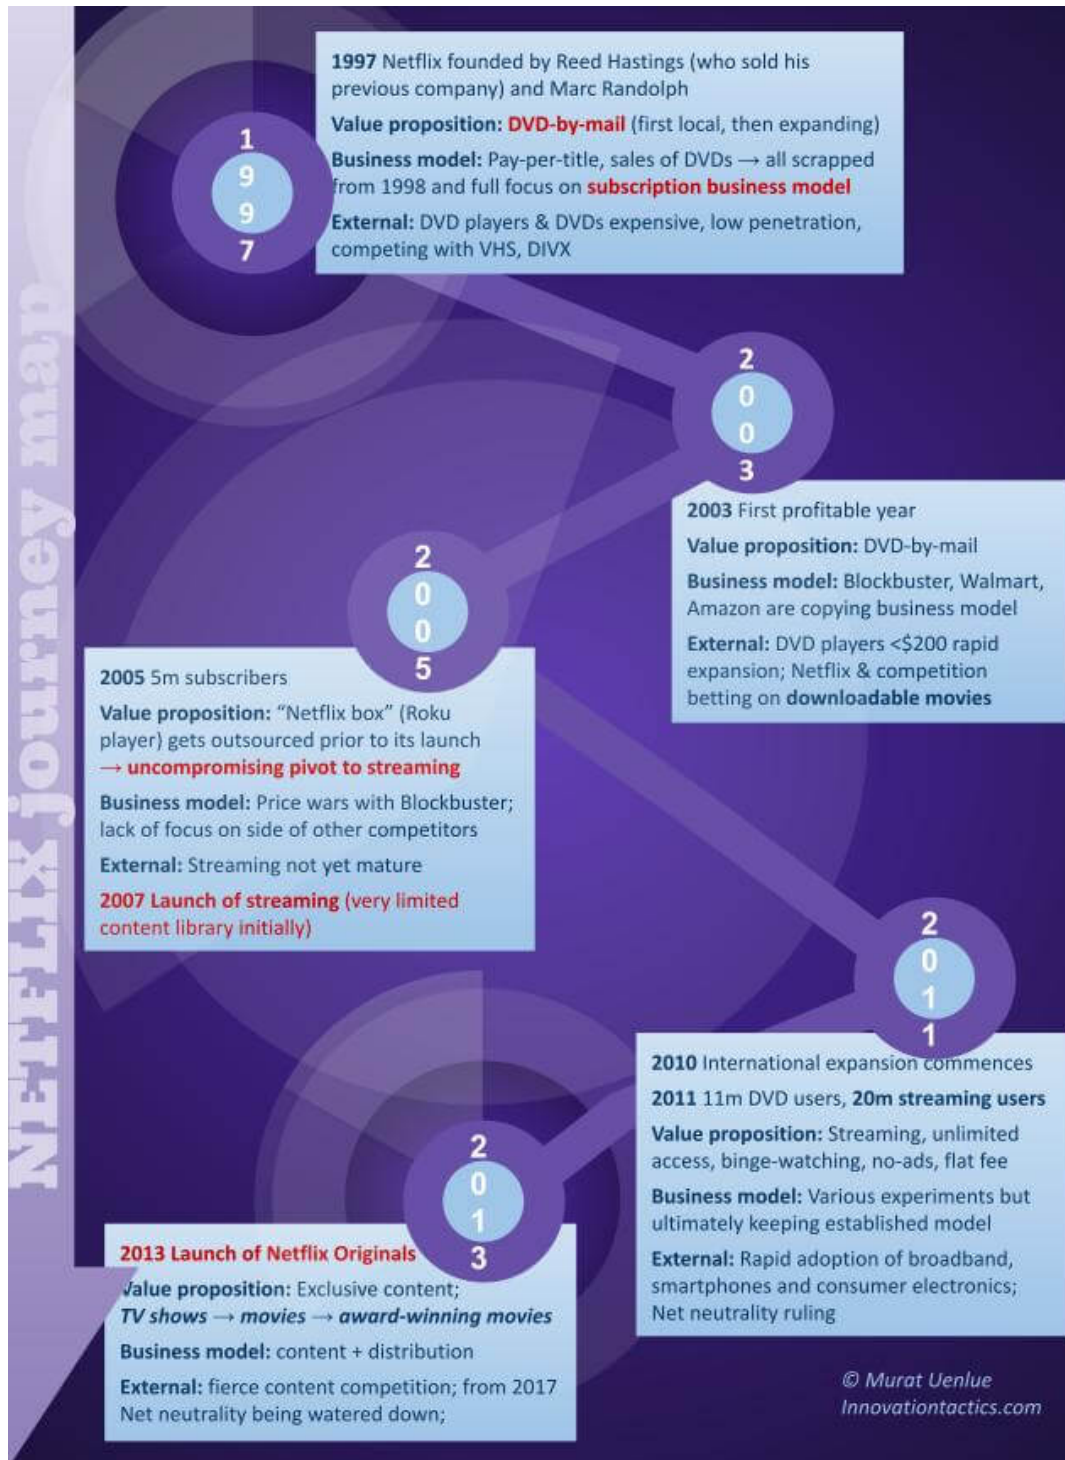 NETFLIX journey map
1
9
9
7
1997 Netflix founded by Reed Hastings (who sold his
previous company) and Marc Randolph
Value proposition: DVD-by-mail (first local, then expanding)
Business model: Pay-per-title, sales of DVDs → all scrapped
from 1998 and full focus on subscription business model
External: DVD players & DVDs expensive, low penetration,
competing with VHS, DIVX
2
0
0
3
2003 First profitable year
Value proposition: DVD-by-mail
Business model: Blockbuster, Walmart,
Amazon are copying business model
External: DVD players <$200 rapid
expansion; Netflix & competition
betting on downloadable movies
2
0
0
5
2005 5m subscribers
Value proposition: “Netflix box” (Roku
player) gets outsourced prior to its launch
→ uncompromising pivot to streaming
Business model: Price wars with Blockbuster;
lack of focus on side of other competitors
External: Streaming not yet mature
2007 Launch of streaming (very limited
content library initially)
2
0
1
1
2010 International expansion commences
2011 11m DVD users, 20m streaming users
Value proposition: Streaming, unlimited
access, binge-watching, no-ads, flat fee
Business model: Various experiments but
ultimately keeping established model
External: Rapid adoption of broadband,
smartphones and consumer electronics;
Net neutrality ruling
2
0
1
3
2013 Launch of Netflix Originals
Value proposition: Exclusive content;
TV shows → movies → award-winning movies
Business model: content + distribution
External: fierce content competition; from 2017
Net neutrality being watered down;
© Murat Uenlue
Innovationtactics.com